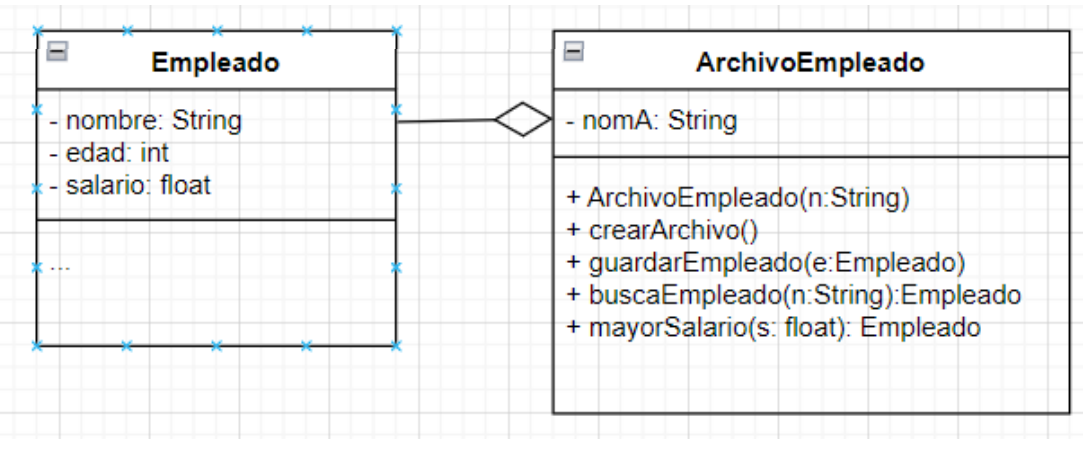 Empleado
- nombre: String
- edad: int
- salario: float
...
ArchivoEmpleado
- nomA: String
+ ArchivoEmpleado(n:String)
+ crearArchivo()
+ guardarEmpleado(e:Empleado)
+ buscaEmpleado(n:String):Empleado
+ mayorSalario(s: float): Empleado